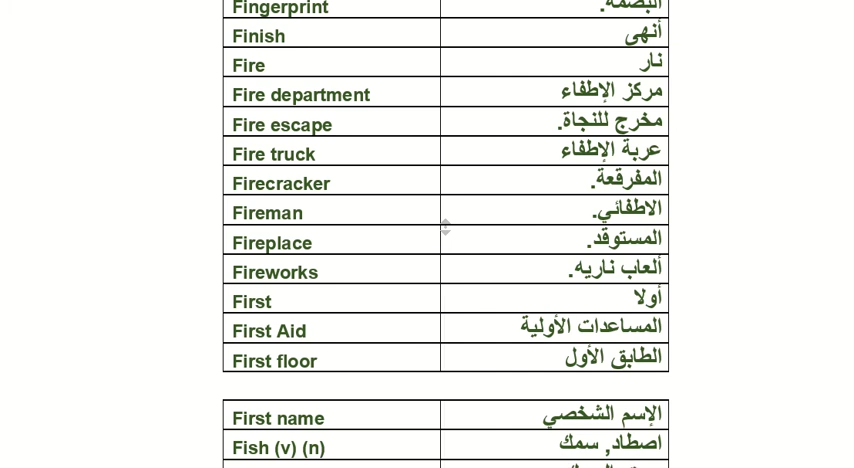 Fingerprint البصمة.
Finish أنهى
Fire نار
Fire department مركز الإطفاء
Fire escape مخرج للنجاة.
Fire truck عربة الإطفاء
Firecracker المفرقعة.
Fireman الاطفائي.
Fireplace المستوقد.
Fireworks ألعاب ناريه.
First أولا
First Aid المساعدات الأولية
First floor الطابق الأول
First name الإسم الشخصي
Fish (v) (n) اصطاد, سمك